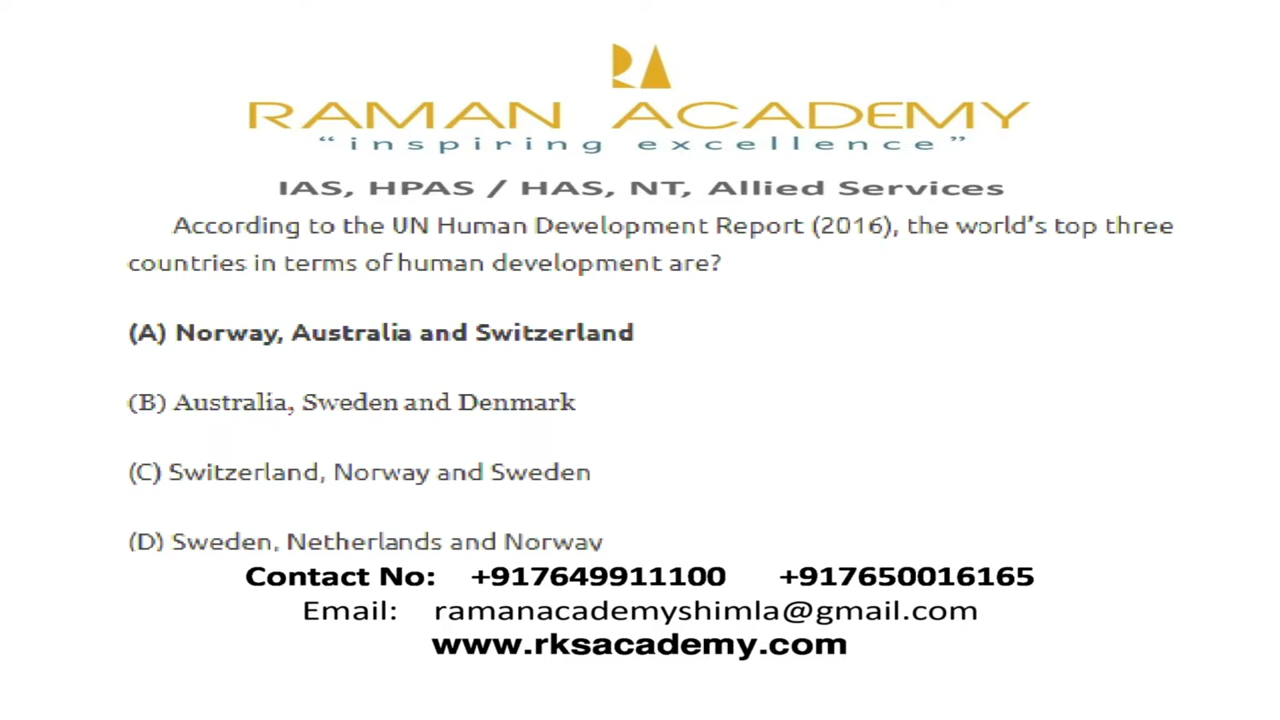 RA
RAMAN ACADEMY
“inspiring excellence”
IAS, HPAS / HAS, NT, Allied Services
According to the UN Human Development Report (2016), the world's top three
countries in terms of human development are?
(A) Norway, Australia and Switzerland
(B) Australia, Sweden and Denmark
(C) Switzerland, Norway and Sweden
(D) Sweden, Netherlands and Norway
Contact No: +917649911100 +917650016165
Email: ramanacademyshimla@gmail.com
www.rksacademy.com